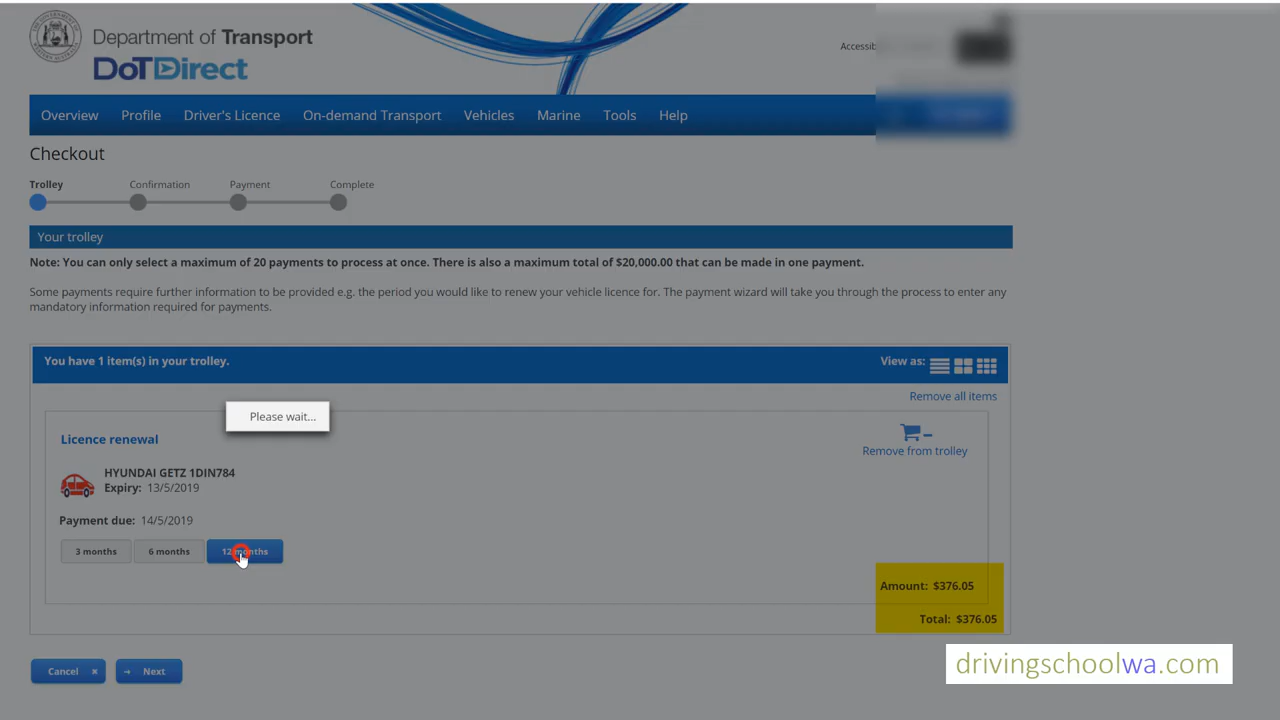 Department of Transport
DoTDirect
Overview Profile Driver's Licence On-demand Transport Vehicles Marine Tools Help
Checkout
Trolley Confirmation Payment Complete
Your trolley
Note: You can only select a maximum of 20 payments to process at once. There is also a maximum total of $20,000.00 that can be made in one payment.
Some payments require further information to be provided e.g. the period you would like to renew your vehicle licence for. The payment wizard will take you through the process to enter any
mandatory information required for payments.
You have 1 item(s) in your trolley. View as:
Remove all items
Please wait...
Licence renewal
Remove from trolley
HYUNDAI GETZ 1DIN784
Expiry: 13/5/2019
Payment due: 14/5/2019
3 months 6 months 12 months
Amount: $376.05
Total: $376.05
Cancel Next
drivingschoolwa.com